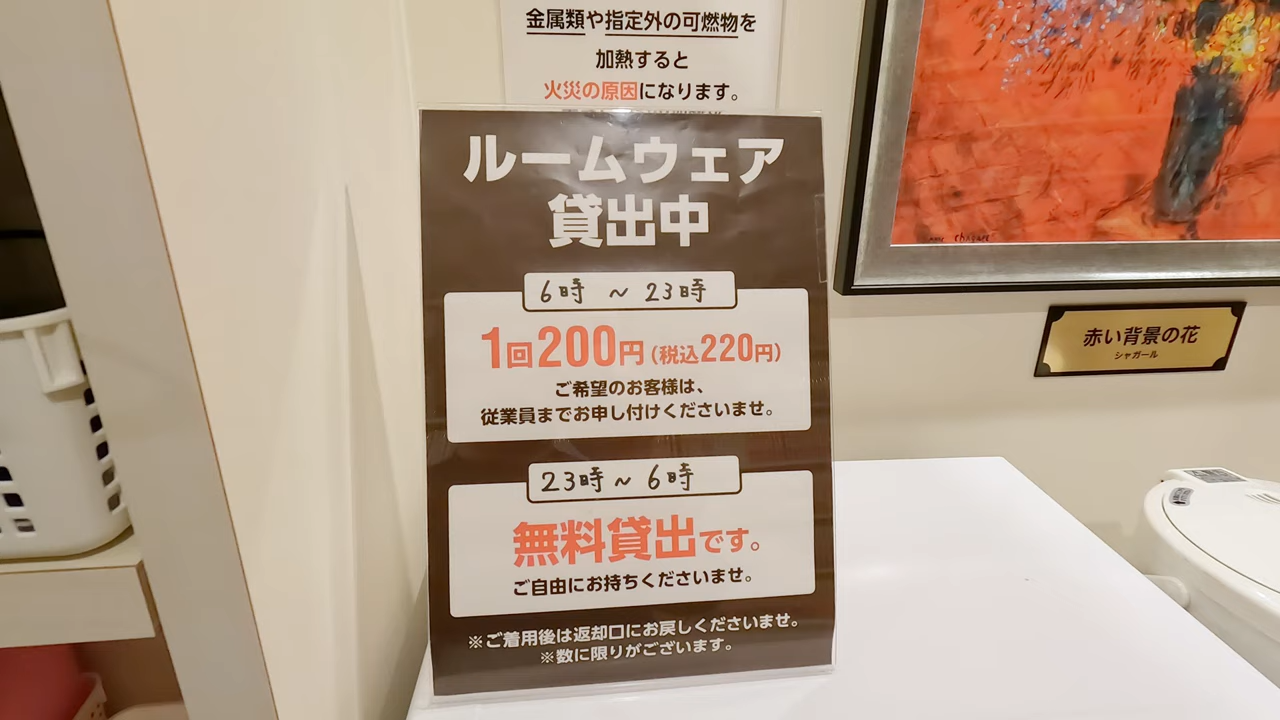 金属類や指定外の可燃物を
加熱すると
火災の原因になります。
ルームウェア
貸出中
6時 ～ 23時
1回200円(税込220円)
ご希望のお客様は、
従業員までお申し付けくださいませ。
23時～6時
無料貸出です。
ご自由にお持ちくださいませ。
※ご着用後は返却口にお戻しくださいませ。
※数に限りがございます。
赤い背景の花
シャガール